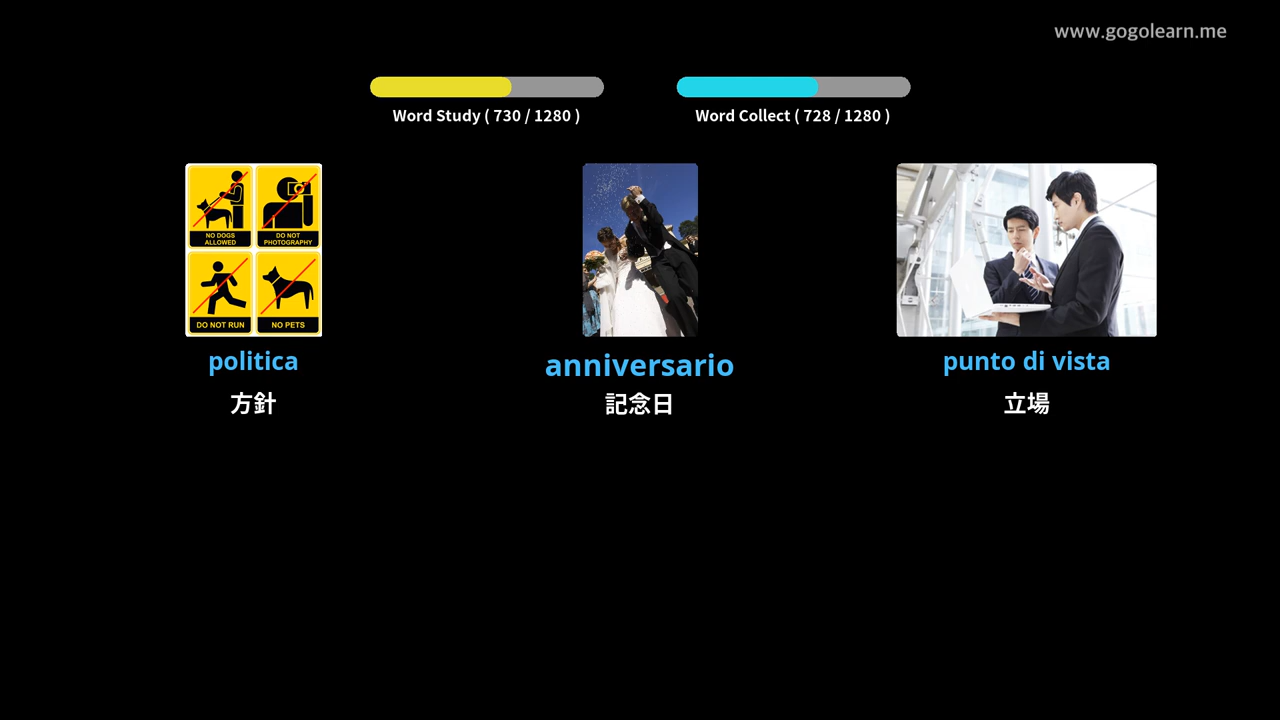 www.gogolearn.me
Word Study ( 730 / 1280 )
Word Collect ( 728 / 1280 )
NO DOGS
ALLOWED
DO NOT
PHOTOGRAPHY
DO NOT RUN
NO PETS
politica
anniversario
punto di vista
方針
記念日
立場